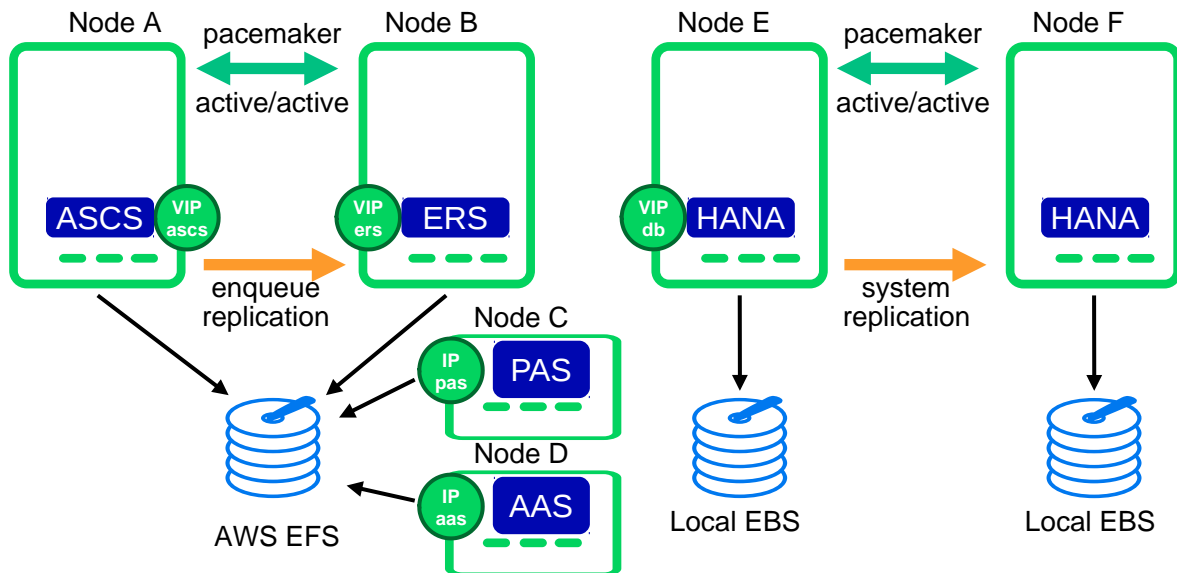 Node A
pacemaker
Node B
active/active
ASCS
VIP
ascs
VIP
ers
ERS
enqueue
replication
Node C
IP
pas
PAS
Node D
IP
aas
AAS
AWS EFS
Node E
pacemaker
Node F
active/active
VIP
db
HANA
HANA
system
replication
Local EBS
Local EBS